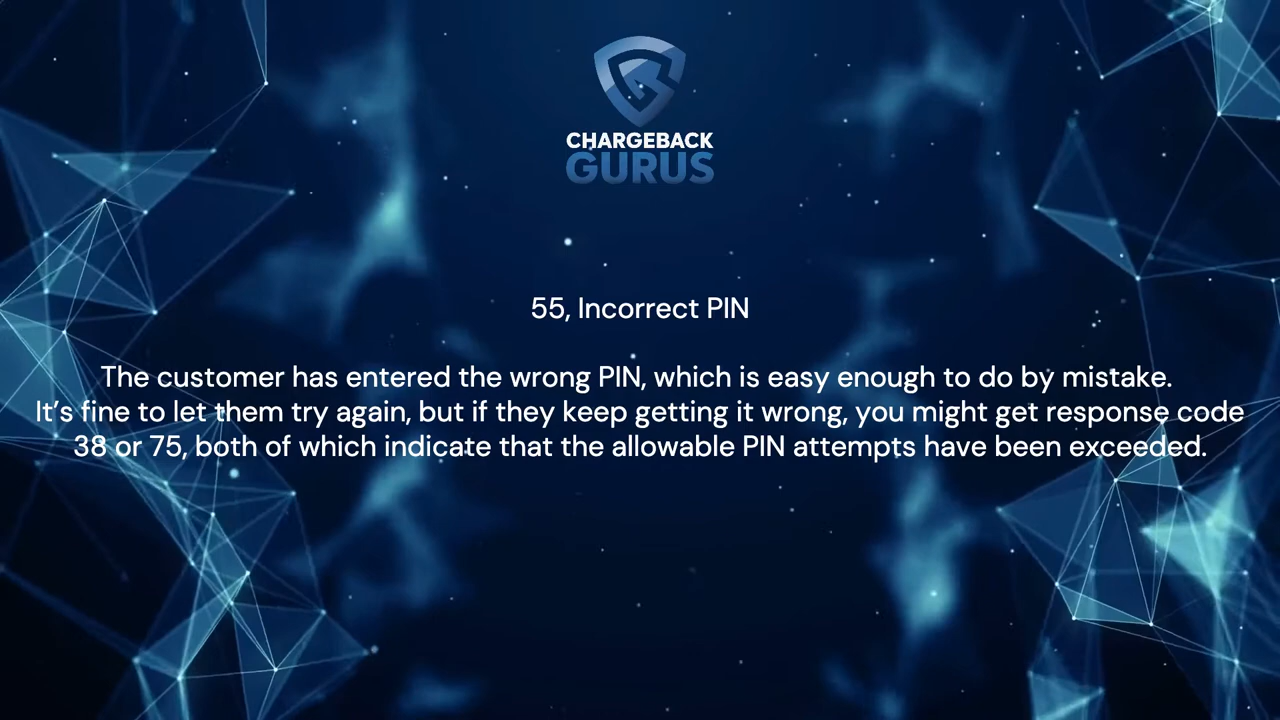 CHARGEBACK
GURUS
55, Incorrect PIN
The customer has entered the wrong PIN, which is easy enough to do by mistake.
It’s fine to let them try again, but if they keep getting it wrong, you might get response code
38 or 75, both of which indicate that the allowable PIN attempts have been exceeded.